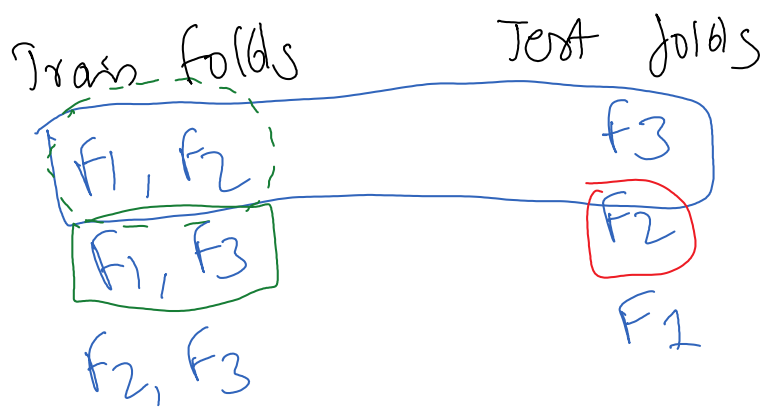 Train folds Test folds
F1, F2 F3
F1, F3 F2
F2, F3 F1